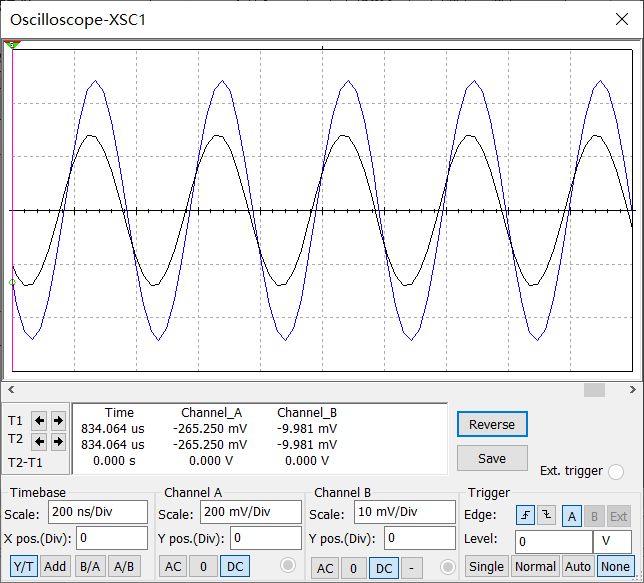 Oscilloscope-XSC1
Time Channel_A Channel_B
T1 834.064 us -265.250 mV -9.981 mV
T2 834.064 us -265.250 mV -9.981 mV
T2-T1 0.000 s 0.000 V 0.000 V
Reverse
Save
Ext. trigger
Timebase
Scale: 200 ns/Div
X pos.(Div): 0
Y/T Add B/A A/B
Channel A
Scale: 200 mV/Div
Y pos.(Div): 0
AC 0 DC
Channel B
Scale: 10 mV/Div
Y pos.(Div): 0
AC 0 DC -
Trigger
Edge: A B Ext
Level: 0 V
Single Normal Auto None